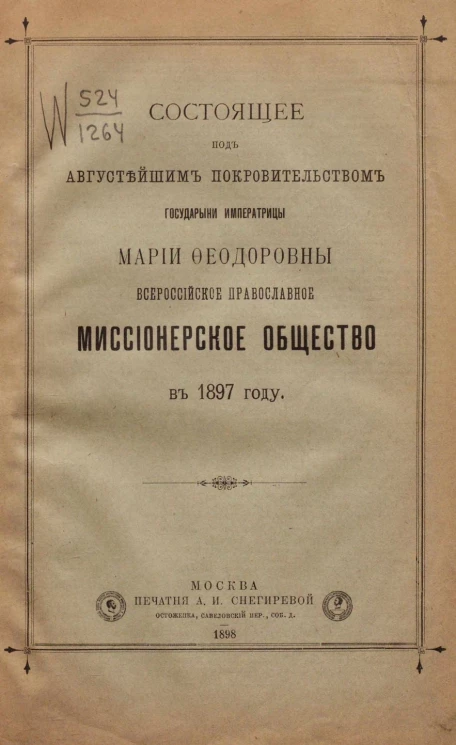 W 524
1264
СОСТОЯЩЕЕ
ПОДЪ
АВГУСТѢЙШИМЪ ПОКРОВИТЕЛЬСТВОМЪ
ГОСУДАРЫНИ ИМПЕРАТРИЦЫ
МАРІИ ѲЕОДОРОВНЫ
ВСЕРОССІЙСКОЕ ПРАВОСЛАВНОЕ
МИССІОНЕРСКОЕ ОБЩЕСТВО
въ 1897 году.
МОСКВА
ПЕЧАТНЯ А. И. СНЕГИРЕВОЙ
ОСТОЖЕНКА, САВЕЛОВСКІЙ ПЕР., СОБ. Д.
1898